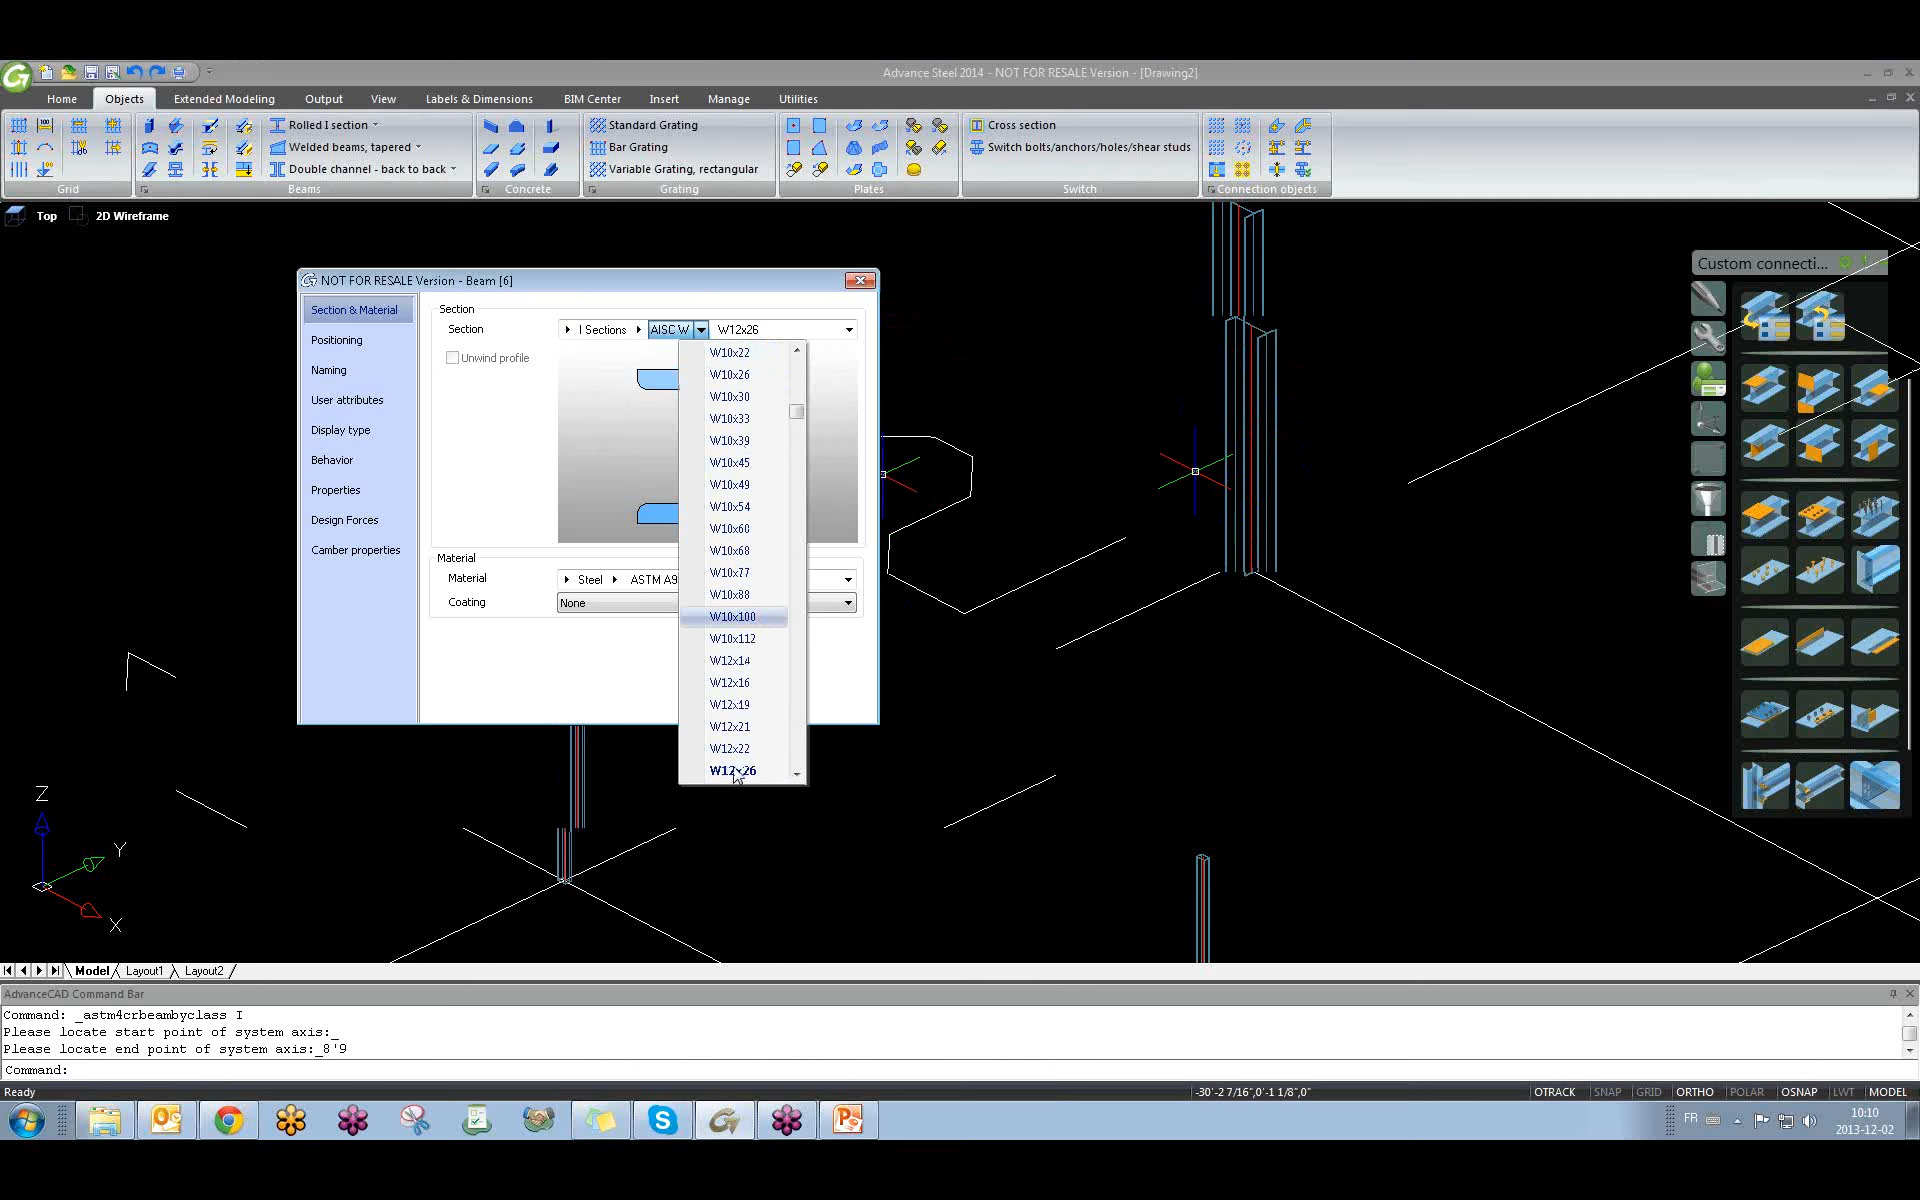 Advance Steel 2014 - NOT FOR RESALE Version - [Drawing2]
Home Objects Extended Modeling Output View Labels & Dimensions BIM Center Insert Manage Utilities
Rolled I section
Welded beams, tapered
Double channel - back to back
Standard Grating
Bar Grating
Variable Grating, rectangular
Cross section
Switch bolts/anchors/holes/shear studs
Grid Beams Concrete Grating Plates Switch Connection objects
Top 2D Wireframe
Custom connecti...
NOT FOR RESALE Version - Beam [6]
Section & Material
Positioning
Naming
User attributes
Display type
Behavior
Properties
Design Forces
Camber properties
Section
Section I Sections AISC W W12x26
Unwind profile
W10x22
W10x26
W10x30
W10x33
W10x39
W10x45
W10x49
W10x54
W10x60
W10x68
W10x77
W10x88
W10x100
W10x112
W12x14
W12x16
W12x19
W12x21
W12x22
W12x26
Material
Material Steel ASTM A9
Coating None
Z
Y
X
Model Layout1 Layout2
AdvanceCAD Command Bar
Command: _astm4crbeambyclass I
Please locate start point of system axis:_
Please locate end point of system axis:_8'9
Command:
Ready -30'-2 7/16",0'-1 1/8",0" OTRACK SNAP GRID ORTHO POLAR OSNAP LWT MODEL
FR 10:10
2013-12-02